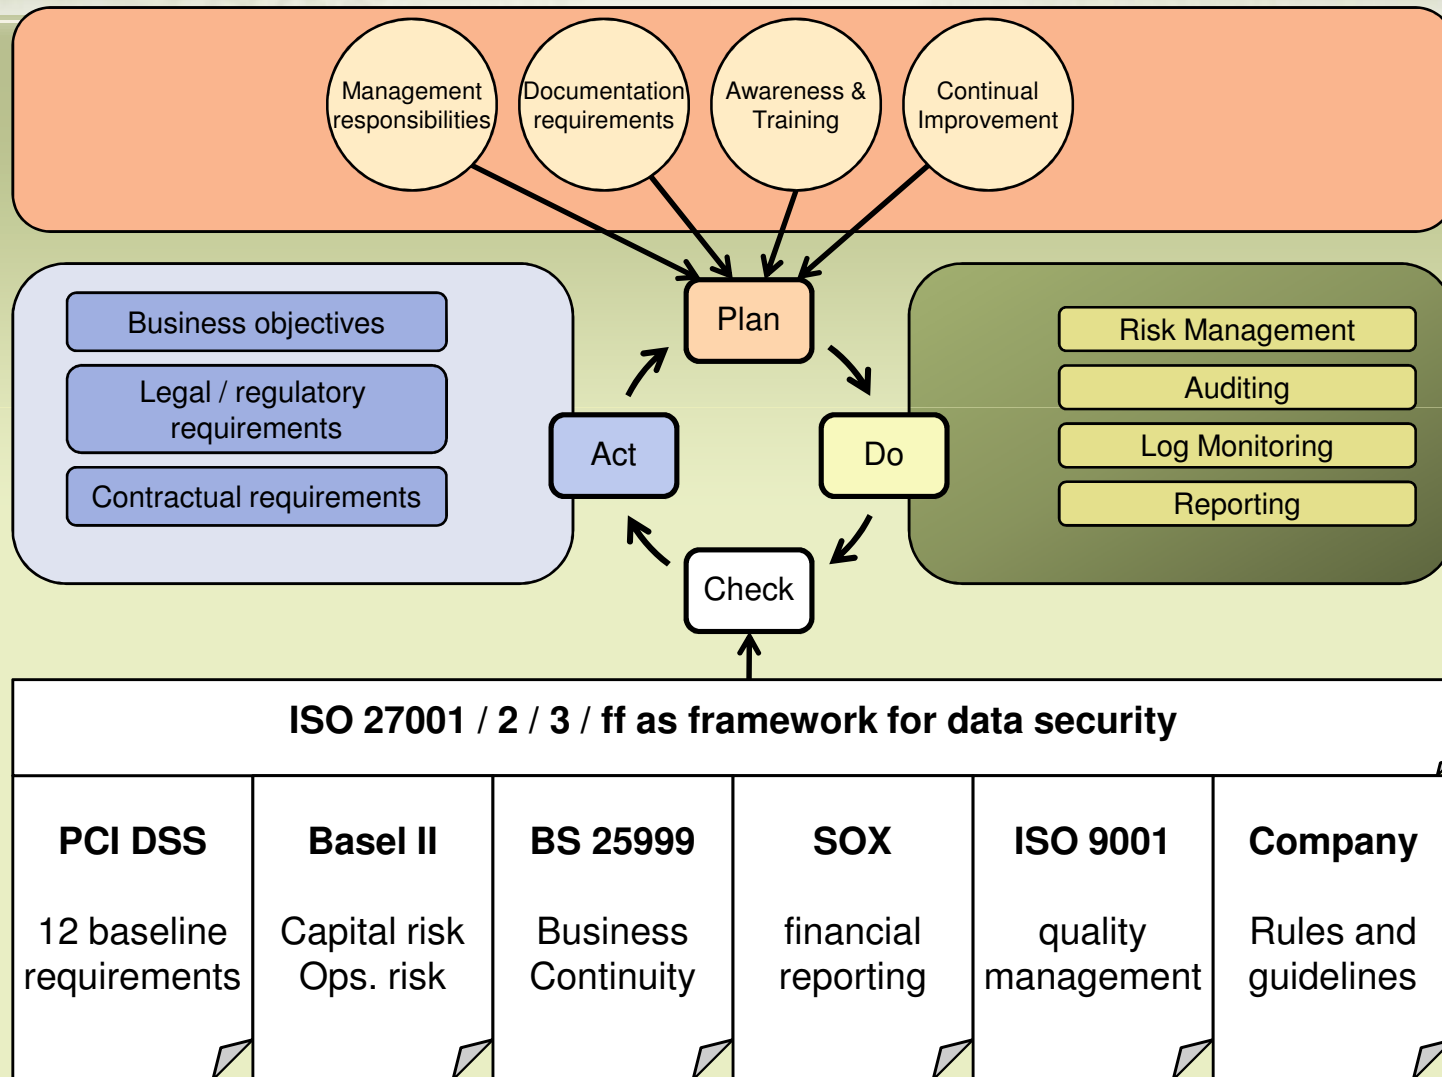 Management
responsibilities
Documentation
requirements
Awareness &
Training
Continual
Improvement
Plan
Business objectives
Legal / regulatory
requirements
Contractual requirements
Act
Do
Risk Management
Auditing
Log Monitoring
Reporting
Check
ISO 27001 / 2 / 3 / ff as framework for data security
PCI DSS
12 baseline
requirements
Basel II
Capital risk
Ops. risk
BS 25999
Business
Continuity
SOX
financial
reporting
ISO 9001
quality
management
Company
Rules and
guidelines